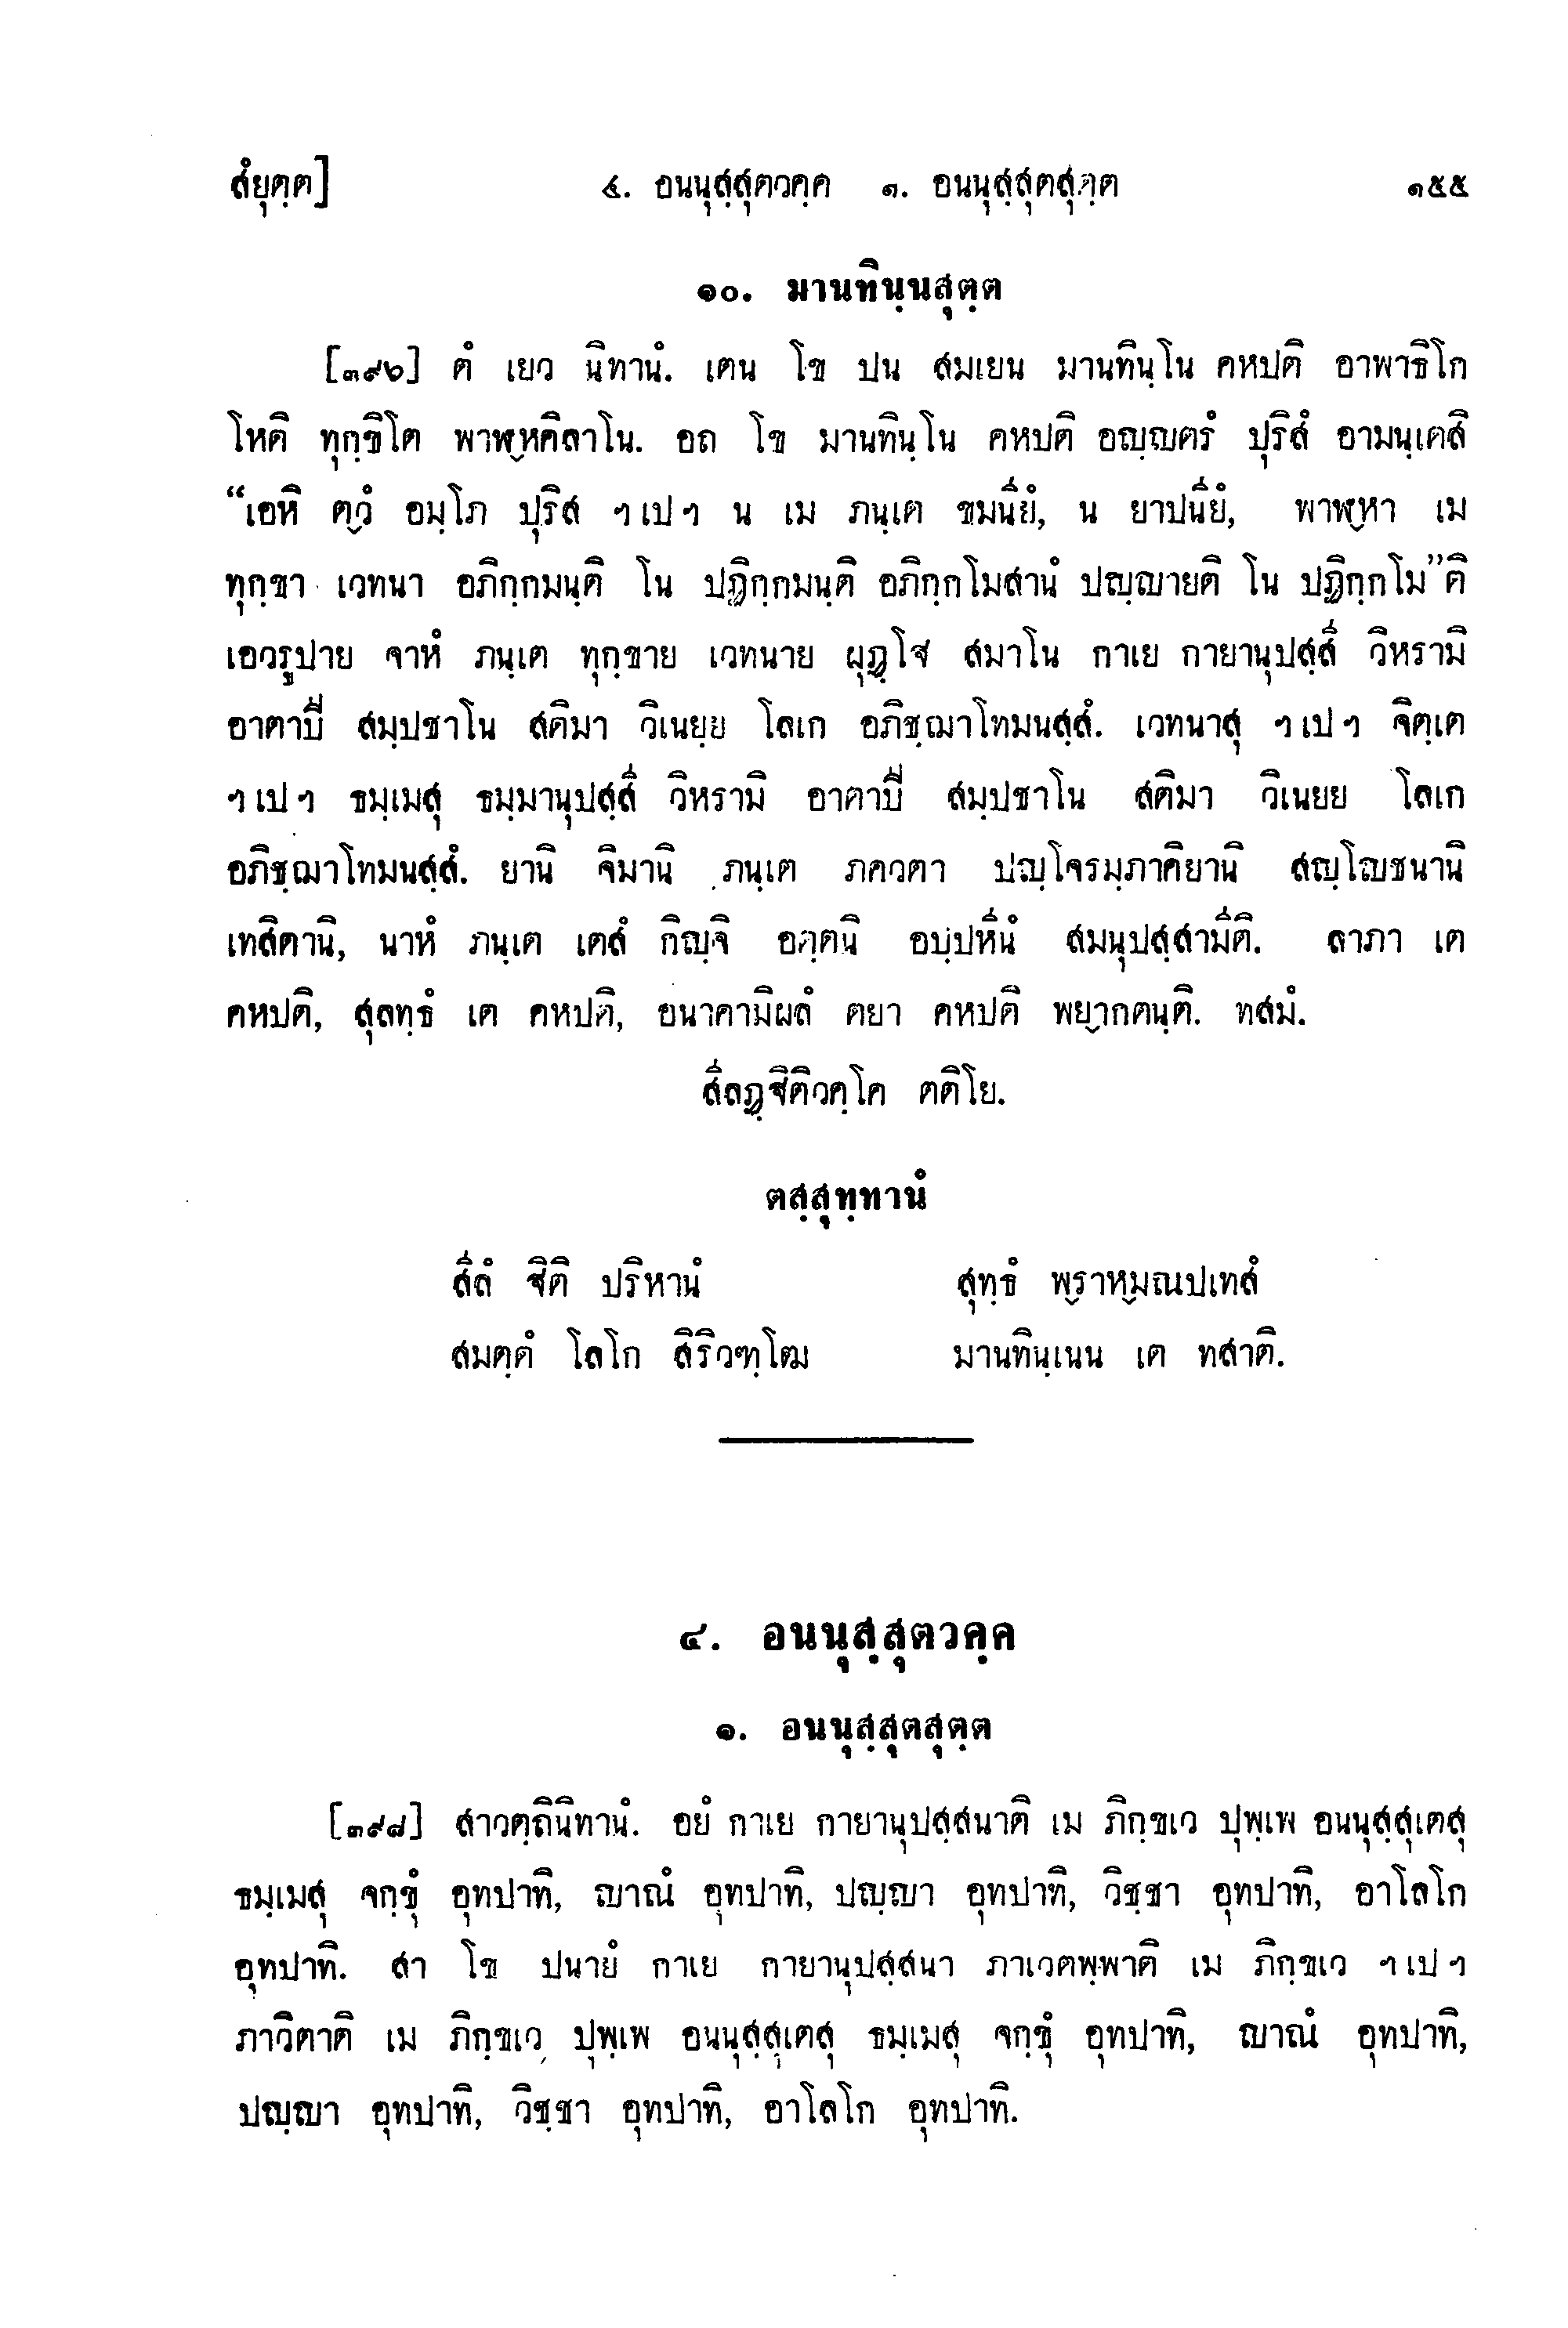 สํยุตฺต]	๔. อนนุสฺสุตวคฺค ๑. อนนุสฺสุตสุตฺต	๑๕๕
๑๐. มานทินฺนสุตฺต
[๓๙๖] ตํ เยว นิทานํ. เตน โข ปน สมเยน มานทินฺโน คหปติ อาพาธิโก
โหติ ทุกฺขิโต พาฬฺหคิลาโน. อถ โข มานทินฺโน คหปติ อญฺญตรํ ปุริสํ อามนฺเตสิ
“เอหิ ตฺวํ อมฺโภ ปุริส ฯเปฯ น เม ภนฺเต ขมนียํ, น ยาปนียํ, พาฬฺหา เม
ทุกฺขา เวทนา อภิกฺกมนฺติ โน ปฏิกฺกมนฺติ อภิกฺกโมสานํ ปญฺญายติ โน ปฏิกฺกโม”ติ
เอวรูปาย จาหํ ภนฺเต ทุกฺขาย เวทนาย ผุฏฺโฐ สมาโน กาเย กายานุปสฺสี วิหรามิ
อาตาปี สมฺปชาโน สติมา วิเนยฺย โลเก อภิชฺฌาโทมนสฺสํ. เวทนาสุ ฯเปฯ จิตฺเต
ฯเปฯ ธมฺเมสุ ธมฺมานุปสฺสี วิหรามิ อาตาปี สมฺปชาโน สติมา วิเนยย โลเก
อภิชฺฌาโทมนสฺสํ. ยานิ จิมานิ ภนฺเต ภควตา ปญฺโจรมฺภาคิยานิ สญฺโญชนานิ
เทสิตานิ, นาหํ ภนฺเต เตสํ กิญฺจิ อตฺตนิ อปฺปหีนํ สมนุปสฺสามีติ. ลาภา เต
คหปติ, สุลทฺธํ เต คหปติ, อนาคามิผลํ ตยา คหปติ พฺยากตนฺติ. ทสมํ.
สีลฏฺฐิติวคฺโค ตติโย.
ตสฺสุทฺทานํ
สีลํ ฐิติ ปริหานํ	สุทฺธํ พฺราหฺมณปเทสํ
สมตฺตํ โลโก สิริวฑฺโฒ	มานทินฺเนน เต ทสาติ.
๔. อนนุสฺสุตวคฺค
๑. อนนุสฺสุตสุตฺต
[๓๙๘] สาวตฺถินิทานํ. อยํ กาเย กายานุปสฺสนาติ เม ภิกฺขเว ปุพฺเพ อนนุสฺสุเตสุ
ธมฺเมสุ จกฺขุํ อุทปาทิ, ญาณํ อุทปาทิ, ปญฺญา อุทปาทิ, วิชฺชา อุทปาทิ, อาโลโก
อุทปาทิ. สา โข ปนายํ กาเย กายานุปสฺสนา ภาเวตพฺพาติ เม ภิกฺขเว ฯเปฯ
ภาวิตาติ เม ภิกฺขเว ปุพฺเพ อนนุสฺสุเตสุ ธมฺเมสุ จกฺขุํ อุทปาทิ, ญาณํ อุทปาทิ,
ปญฺญา อุทปาทิ, วิชฺชา อุทปาทิ, อาโลโก อุทปาทิ.